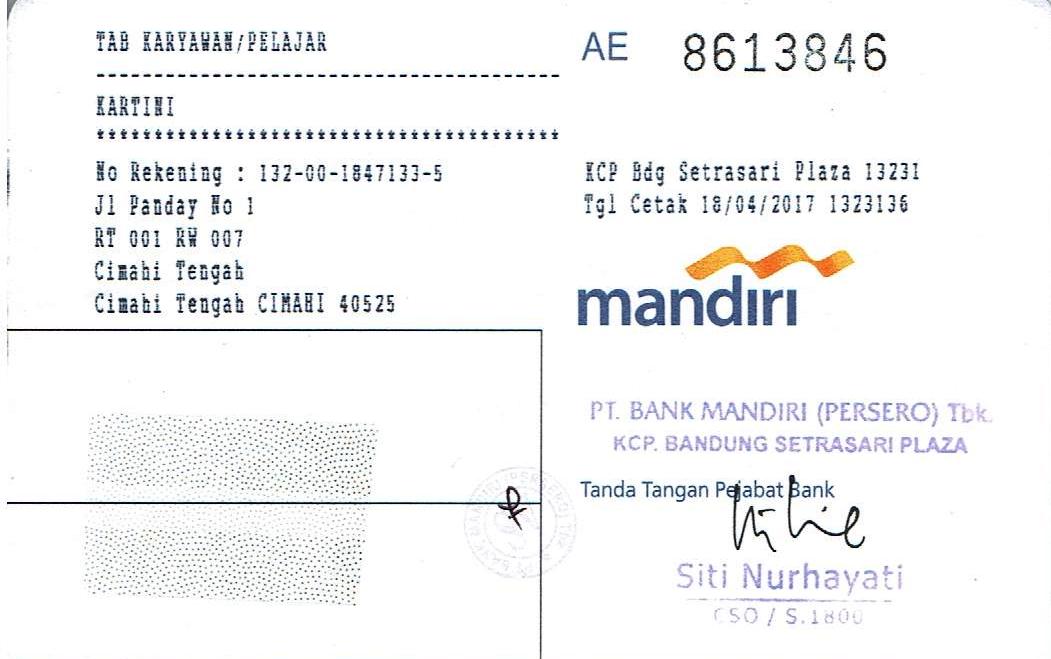 TAB KARYAWAN/PELAJAR
--------------------------------------
KARTINI
****************************************
No Rekening : 132-00-1847133-5
Jl Panday No 1
RT 001 RW 007
Cimahi Tengah
Cimahi Tengah CIMAHI 40525
AE 8613846
KCP Bdg Setrasari Plaza 13231
Tgl Cetak 18/04/2017 1323136
mandiri
PT. BANK MANDIRI (PERSERO) Tbk.
KCP. BANDUNG SETRASARI PLAZA
Tanda Tangan Pejabat Bank
Siti Nurhayati
CSO / S.1800